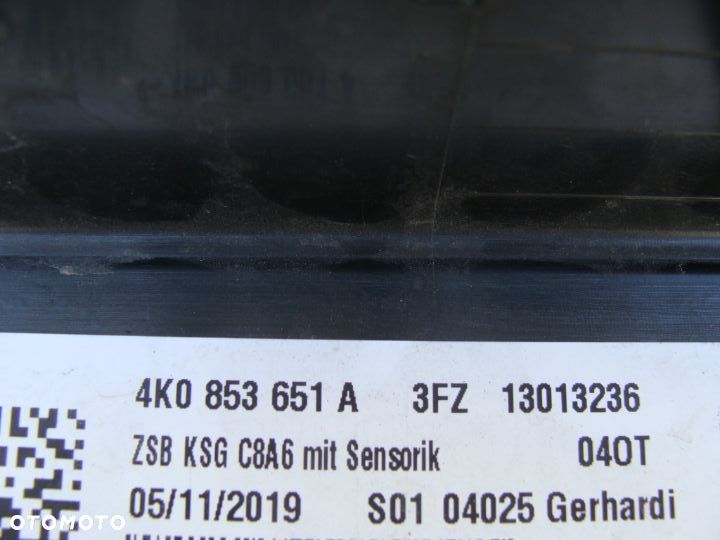 4K0 853 651 A 3FZ 13013236
ZSB KSG C8A6 mit Sensorik 04OT
05/11/2019 S01 04025 Gerhardi
OTOMOTO